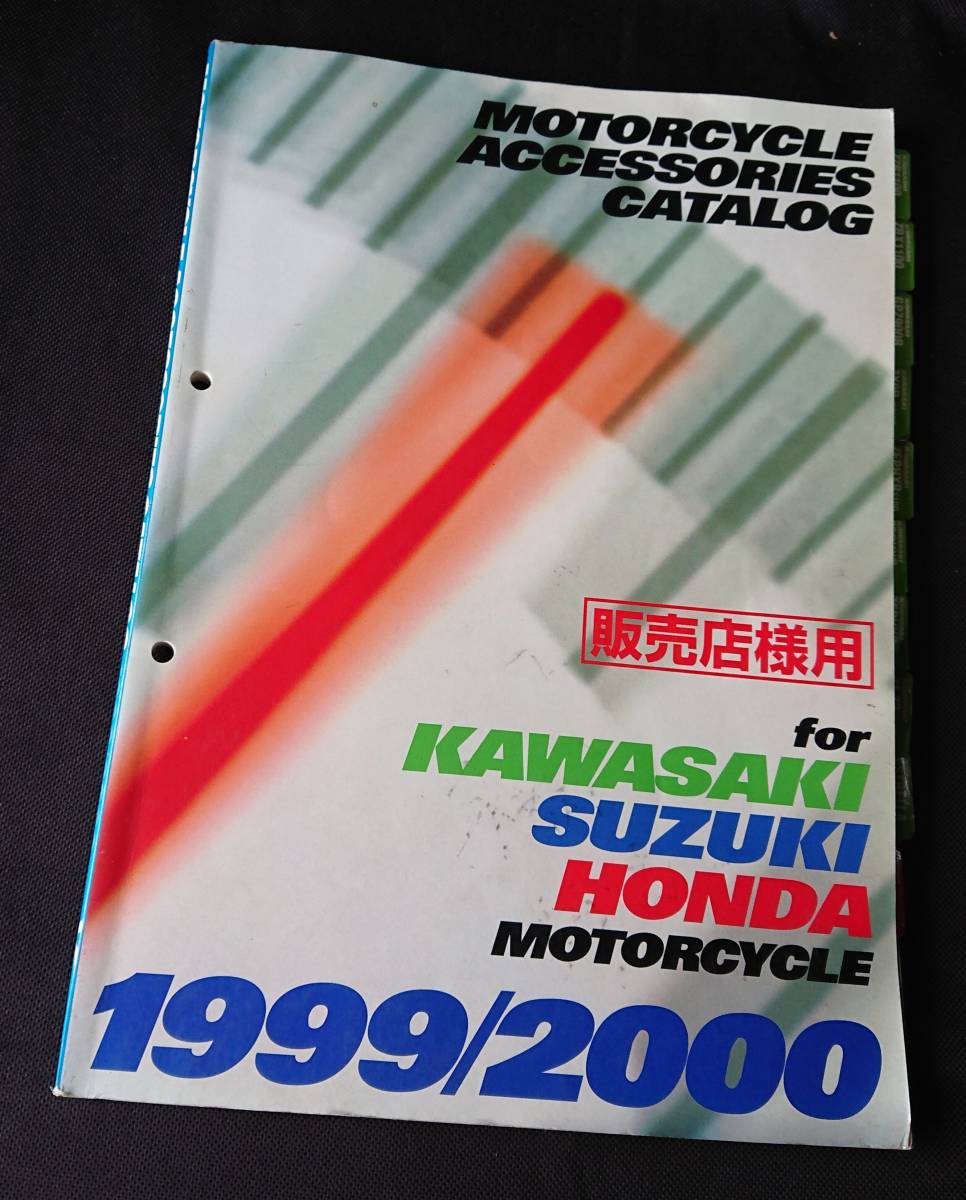 MOTORCYCLE
ACCESSORIES
CATALOG
販売店様用
for
KAWASAKI
SUZUKI
HONDA
MOTORCYCLE
1999/2000